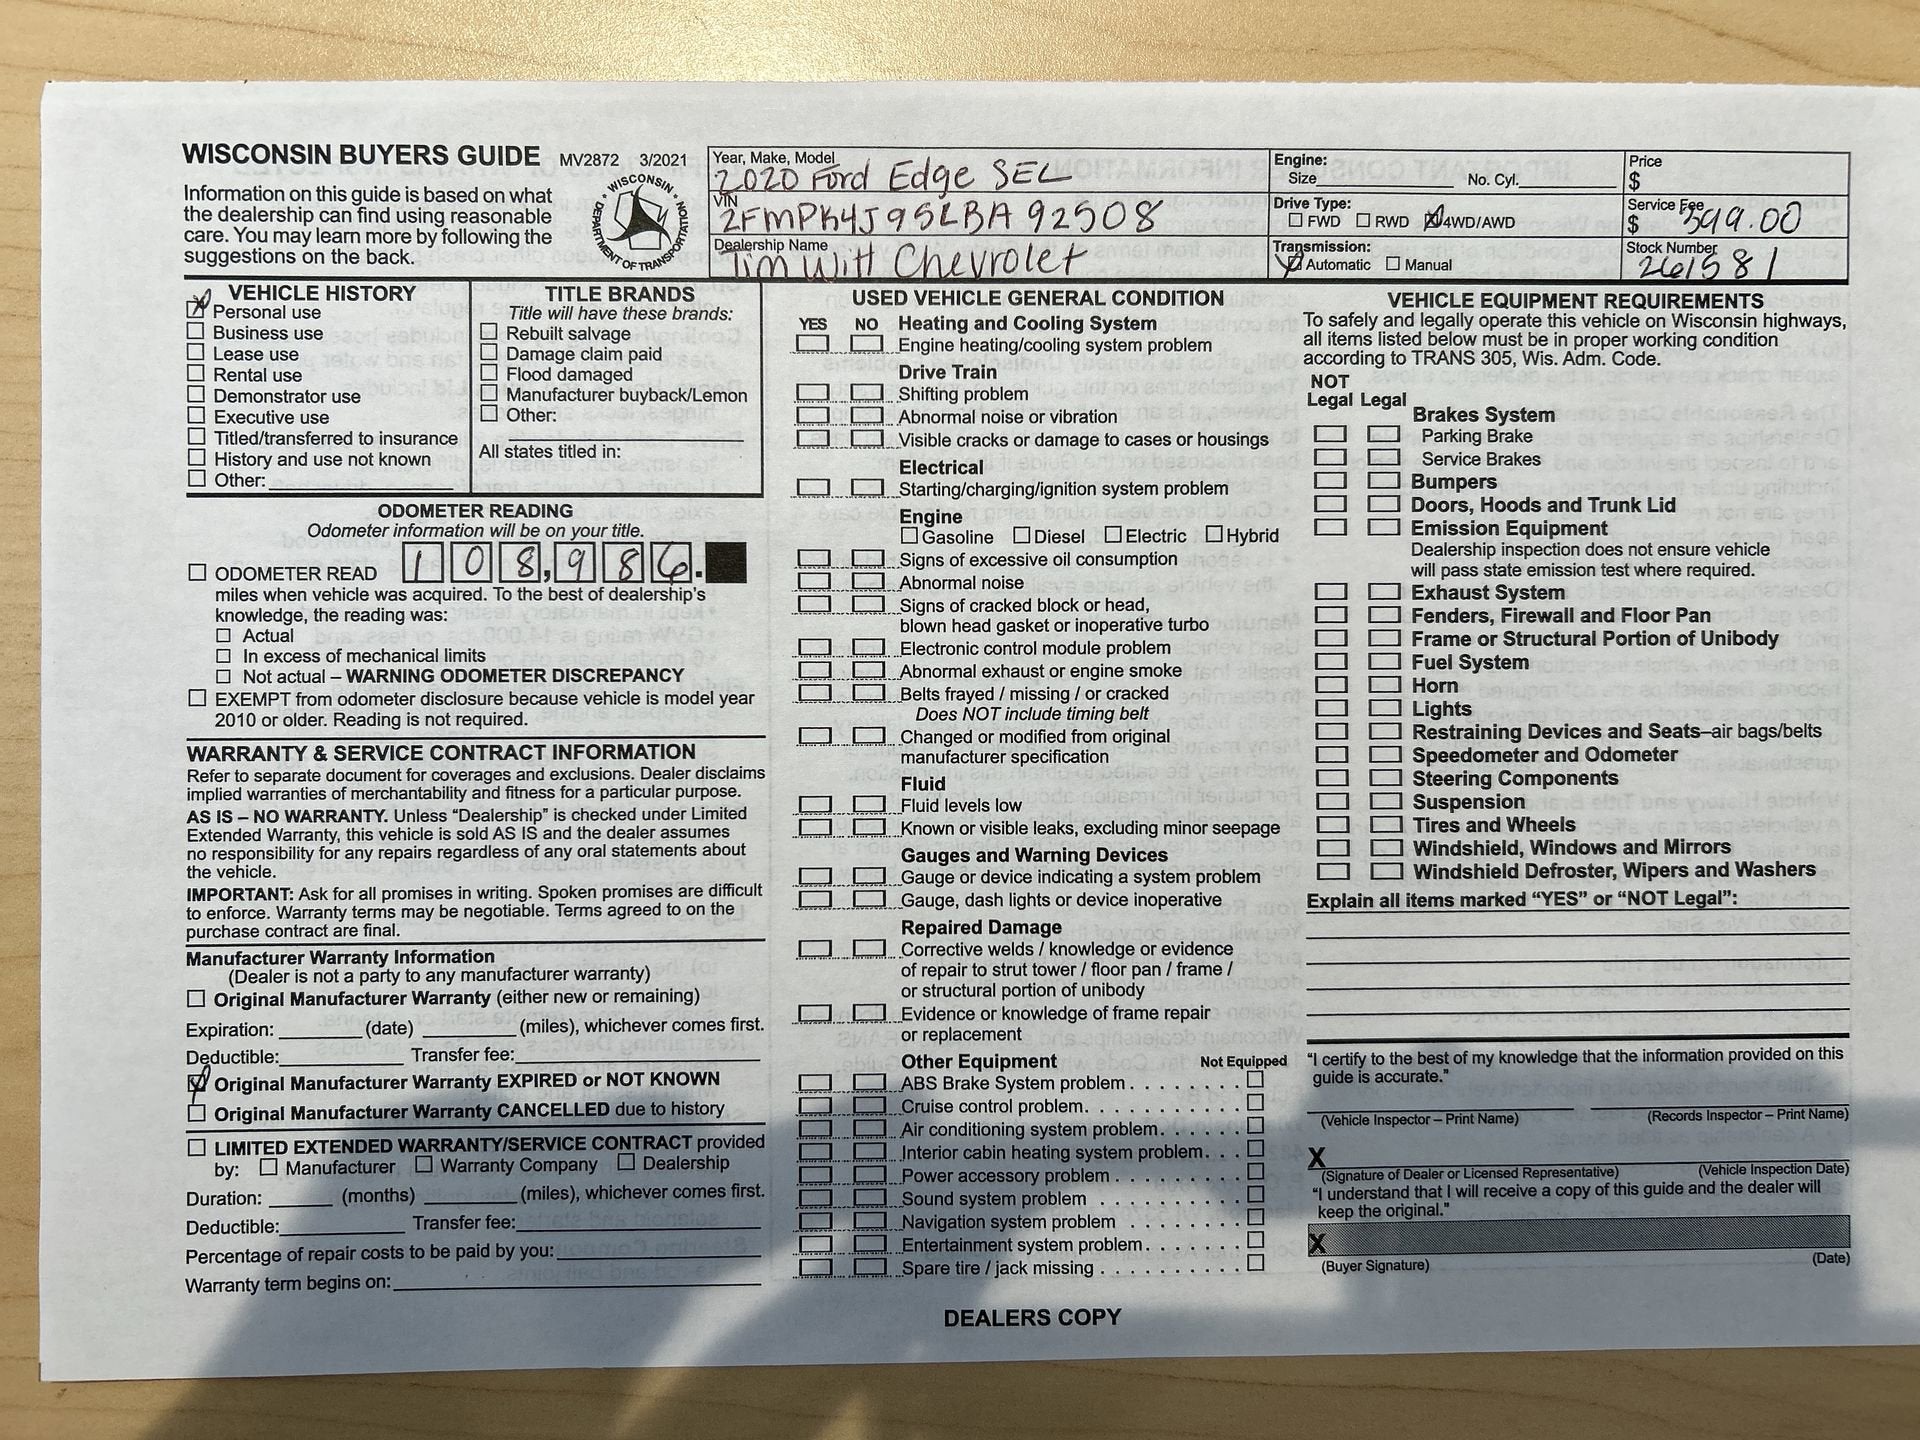 WISCONSIN BUYERS GUIDE MV2872 3/2021
Information on this guide is based on what
the dealership can find using reasonable
care. You may learn more by following the
suggestions on the back.
WISCONSIN
DEPARTMENT OF TRANSPORTATION
Year, Make, Model
2020 Ford Edge SEL
VIN
2FMPK4J95LBA92508
Dealership Name
Tim Witt Chevrolet
Engine:
Size No. Cyl.
Drive Type:
FWD RWD 4WD/AWD
Transmission:
Automatic Manual
Price
$
Service Fee
$ 399.00
Stock Number
261581
VEHICLE HISTORY
Personal use
Business use
Lease use
Rental use
Demonstrator use
Executive use
Titled/transferred to insurance
History and use not known
Other:
TITLE BRANDS
Title will have these brands:
Rebuilt salvage
Damage claim paid
Flood damaged
Manufacturer buyback/Lemon
Other:
All states titled in:
ODOMETER READING
Odometer information will be on your title.
ODOMETER READ 108,986.
miles when vehicle was acquired. To the best of dealership's
knowledge, the reading was:
Actual
In excess of mechanical limits
Not actual – WARNING ODOMETER DISCREPANCY
EXEMPT from odometer disclosure because vehicle is model year
2010 or older. Reading is not required.
WARRANTY & SERVICE CONTRACT INFORMATION
Refer to separate document for coverages and exclusions. Dealer disclaims
implied warranties of merchantability and fitness for a particular purpose.
AS IS – NO WARRANTY. Unless “Dealership” is checked under Limited
Extended Warranty, this vehicle is sold AS IS and the dealer assumes
no responsibility for any repairs regardless of any oral statements about
the vehicle.
IMPORTANT: Ask for all promises in writing. Spoken promises are difficult
to enforce. Warranty terms may be negotiable. Terms agreed to on the
purchase contract are final.
Manufacturer Warranty Information
(Dealer is not a party to any manufacturer warranty)
Original Manufacturer Warranty (either new or remaining)
Expiration: (date) (miles), whichever comes first.
Deductible: Transfer fee:
Original Manufacturer Warranty EXPIRED or NOT KNOWN
Original Manufacturer Warranty CANCELLED due to history
LIMITED EXTENDED WARRANTY/SERVICE CONTRACT provided
by: Manufacturer Warranty Company Dealership
Duration: (months) (miles), whichever comes first.
Deductible: Transfer fee:
Percentage of repair costs to be paid by you:
Warranty term begins on:
USED VEHICLE GENERAL CONDITION
YES NO Heating and Cooling System
Engine heating/cooling system problem
Drive Train
Shifting problem
Abnormal noise or vibration
Visible cracks or damage to cases or housings
Electrical
Starting/charging/ignition system problem
Engine
Gasoline Diesel Electric Hybrid
Signs of excessive oil consumption
Abnormal noise
Signs of cracked block or head,
blown head gasket or inoperative turbo
Electronic control module problem
Abnormal exhaust or engine smoke
Belts frayed / missing / or cracked
Does NOT include timing belt
Changed or modified from original
manufacturer specification
Fluid
Fluid levels low
Known or visible leaks, excluding minor seepage
Gauges and Warning Devices
Gauge or device indicating a system problem
Gauge, dash lights or device inoperative
Repaired Damage
Corrective welds / knowledge or evidence
of repair to strut tower / floor pan / frame /
or structural portion of unibody
Evidence or knowledge of frame repair
or replacement
Other Equipment Not Equipped
ABS Brake System problem
Cruise control problem
Air conditioning system problem
Interior cabin heating system problem
Power accessory problem
Sound system problem
Navigation system problem
Entertainment system problem
Spare tire / jack missing
VEHICLE EQUIPMENT REQUIREMENTS
To safely and legally operate this vehicle on Wisconsin highways,
all items listed below must be in proper working condition
according to TRANS 305, Wis. Adm. Code.
NOT
Legal Legal
Brakes System
Parking Brake
Service Brakes
Bumpers
Doors, Hoods and Trunk Lid
Emission Equipment
Dealership inspection does not ensure vehicle
will pass state emission test where required.
Exhaust System
Fenders, Firewall and Floor Pan
Frame or Structural Portion of Unibody
Fuel System
Horn
Lights
Restraining Devices and Seats–air bags/belts
Speedometer and Odometer
Steering Components
Suspension
Tires and Wheels
Windshield, Windows and Mirrors
Windshield Defroster, Wipers and Washers
Explain all items marked “YES” or “NOT Legal”:
“I certify to the best of my knowledge that the information provided on this
guide is accurate.”
(Vehicle Inspector – Print Name) (Records Inspector – Print Name)
X
(Signature of Dealer or Licensed Representative) (Vehicle Inspection Date)
“I understand that I will receive a copy of this guide and the dealer will
keep the original.”
X
(Buyer Signature) (Date)
DEALERS COPY